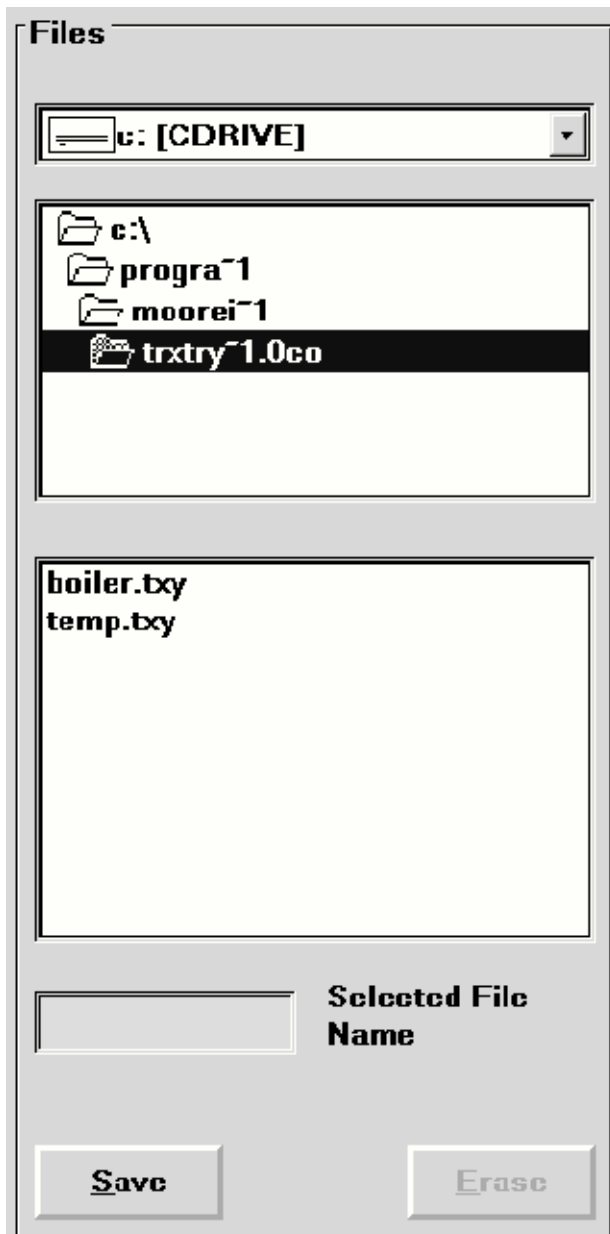 Files
c: [CDRIVE]
c:\
progra~1
moorei~1
trxtry~1.0co
boiler.txy
temp.txy
Selected File
Name
Save
Erase